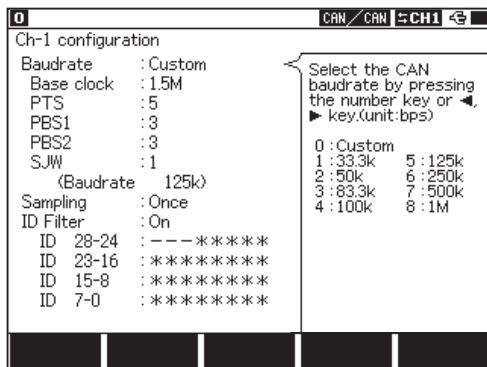 0 CAN/CAN ⇆CH1
Ch-1 configuration
Baudrate :Custom
Base clock :1.5M
PTS :5
PBS1 :3
PBS2 :3
SJW :1
(Baudrate 125k)
Sampling :Once
ID Filter :On
ID 28-24 :---*****
ID 23-16 :********
ID 15-8 :********
ID 7-0 :********
Select the CAN
baudrate by pressing
the number key or ◀,
▶ key.(unit:bps)
0:Custom
1:33.3k 5:125k
2:50k 6:250k
3:83.3k 7:500k
4:100k 8:1M